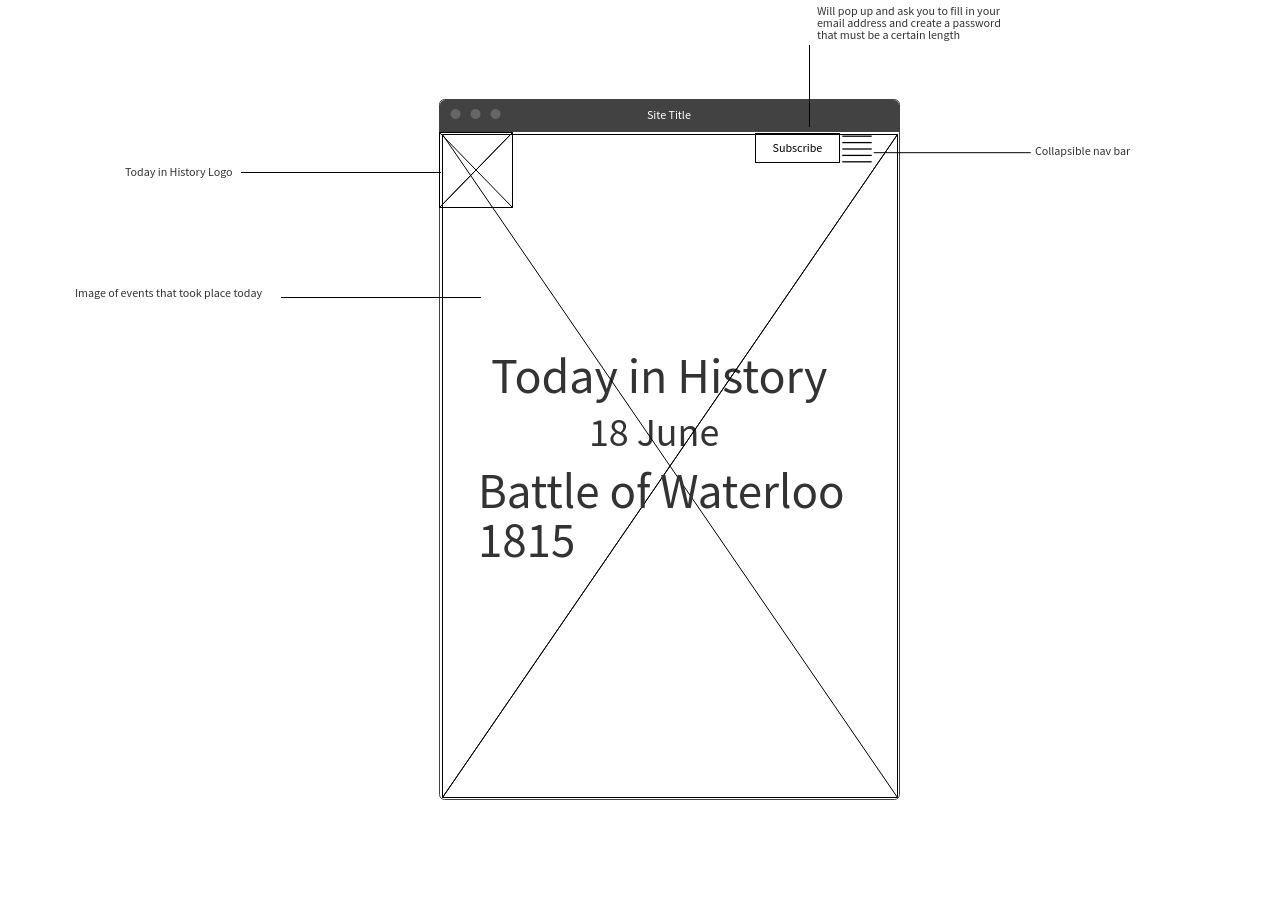 Will pop up and ask you to fill in your
email address and create a password
that must be a certain length
Site Title
Subscribe
Collapsible nav bar
Today in History Logo
Image of events that took place today
Today in History
18 June
Battle of Waterloo
1815